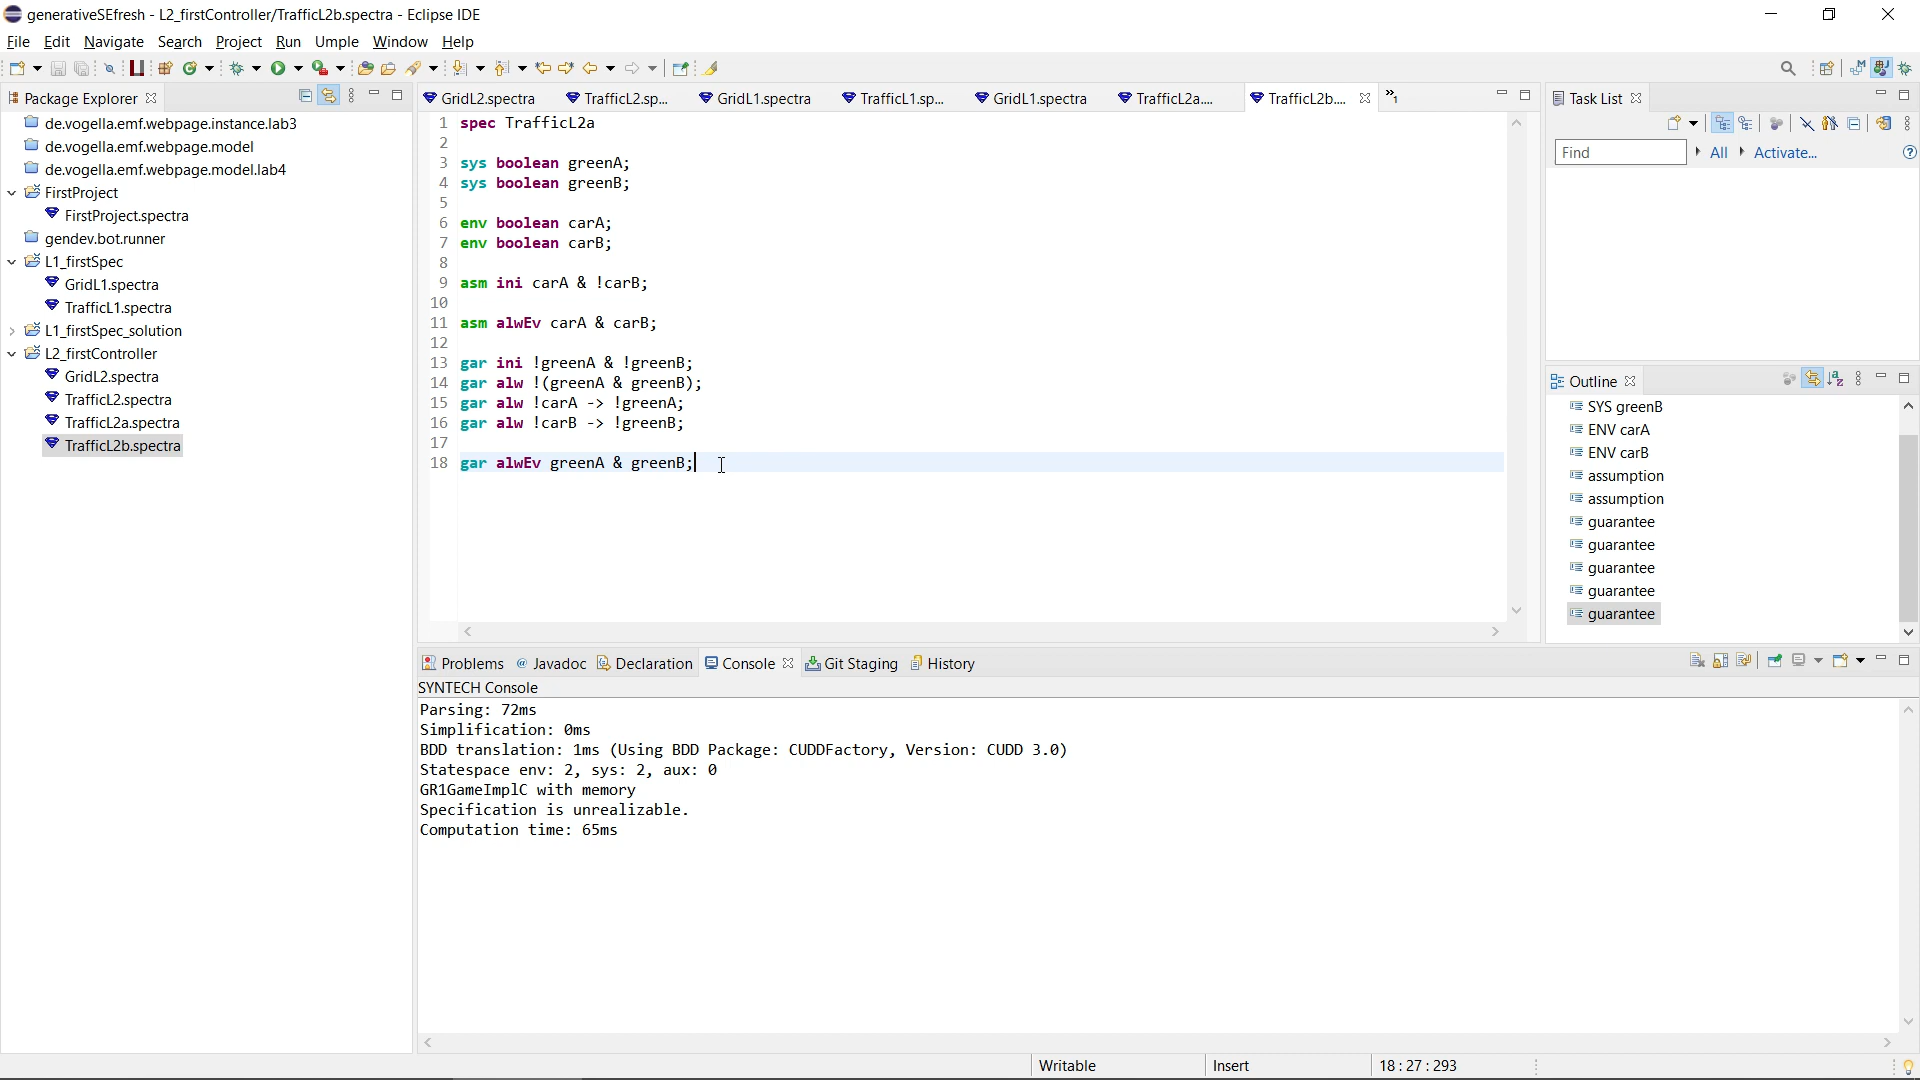 generativeSEfresh - L2_firstController/TrafficL2b.spectra - Eclipse IDE
File Edit Navigate Search Project Run Umple Window Help
Package Explorer
de.vogella.emf.webpage.instance.lab3
de.vogella.emf.webpage.model
de.vogella.emf.webpage.model.lab4
FirstProject
FirstProject.spectra
gendev.bot.runner
L1_firstSpec
GridL1.spectra
TrafficL1.spectra
L1_firstSpec_solution
L2_firstController
GridL2.spectra
TrafficL2.spectra
TrafficL2a.spectra
TrafficL2b.spectra
GridL2.spectra TrafficL2.sp... GridL1.spectra TrafficL1.sp... GridL1.spectra TrafficL2a.... TrafficL2b.... »1
1 spec TrafficL2a
2
3 sys boolean greenA;
4 sys boolean greenB;
5
6 env boolean carA;
7 env boolean carB;
8
9 asm ini carA & !carB;
10
11 asm alwEv carA & carB;
12
13 gar ini !greenA & !greenB;
14 gar alw !(greenA & greenB);
15 gar alw !carA -> !greenA;
16 gar alw !carB -> !greenB;
17
18 gar alwEv greenA & greenB;
Task List
Find All Activate...
Outline
SYS greenB
ENV carA
ENV carB
assumption
assumption
guarantee
guarantee
guarantee
guarantee
guarantee
Problems @ Javadoc Declaration Console Git Staging History
SYNTECH Console
Parsing: 72ms
Simplification: 0ms
BDD translation: 1ms (Using BDD Package: CUDDFactory, Version: CUDD 3.0)
Statespace env: 2, sys: 2, aux: 0
GR1GameImplC with memory
Specification is unrealizable.
Computation time: 65ms
Writable Insert 18 : 27 : 293